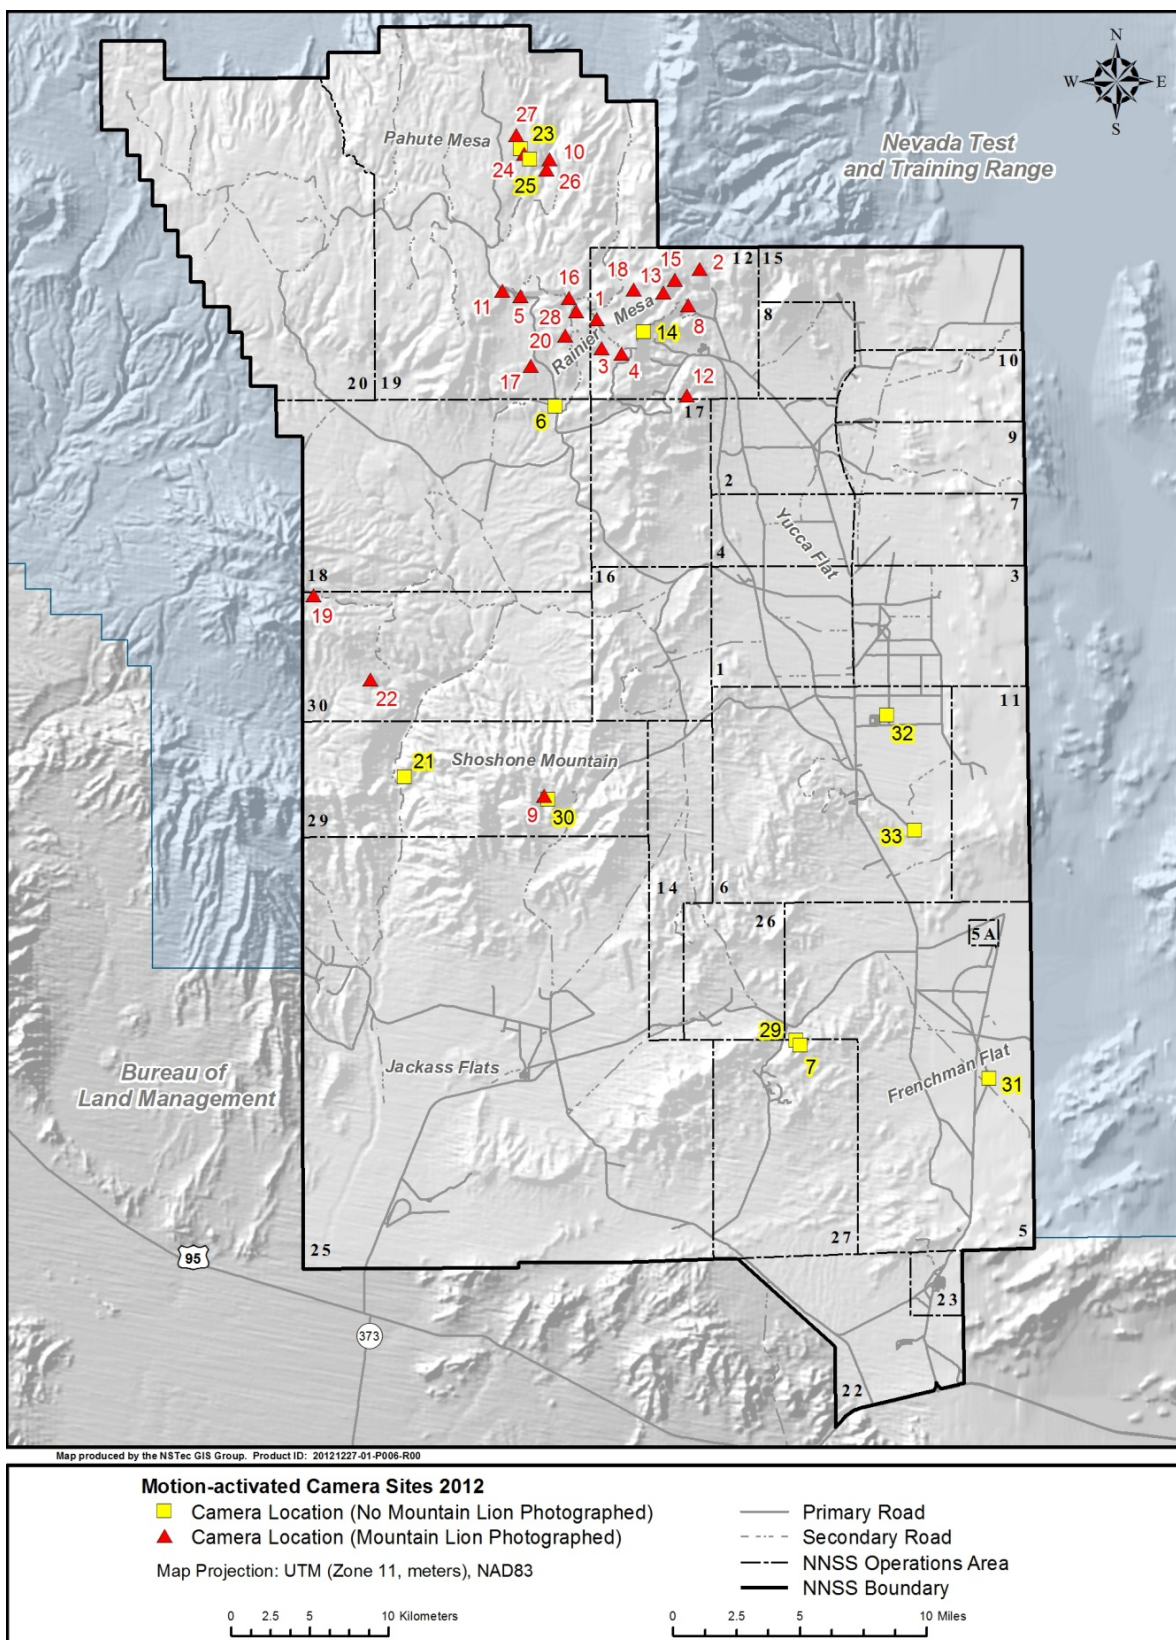 N
W E
S
Pahute Mesa
Nevada Test
and Training Range
27
23
10
24
25
26
12
15
2
15
18
13
16
1
11
5
28
Mesa
8
8
14
20
Rainier
3
4
10
17
12
20
19
6
17
9
2
7
Yucca Flat
4
18
16
3
19
1
22
30
11
32
Shoshone Mountain
21
9
30
29
33
14
6
26
5A
29
7
Jackass Flats
Frenchman Flat
31
Bureau of
Land Management
25
27
5
95
23
373
22
Map produced by the NSTec GIS Group. Product ID: 20121227-01-P006-R00
Motion-activated Camera Sites 2012
Camera Location (No Mountain Lion Photographed)
Camera Location (Mountain Lion Photographed)
Map Projection: UTM (Zone 11, meters), NAD83
Primary Road
Secondary Road
NNSS Operations Area
NNSS Boundary
0 2.5 5 10 Kilometers
0 2.5 5 10 Miles